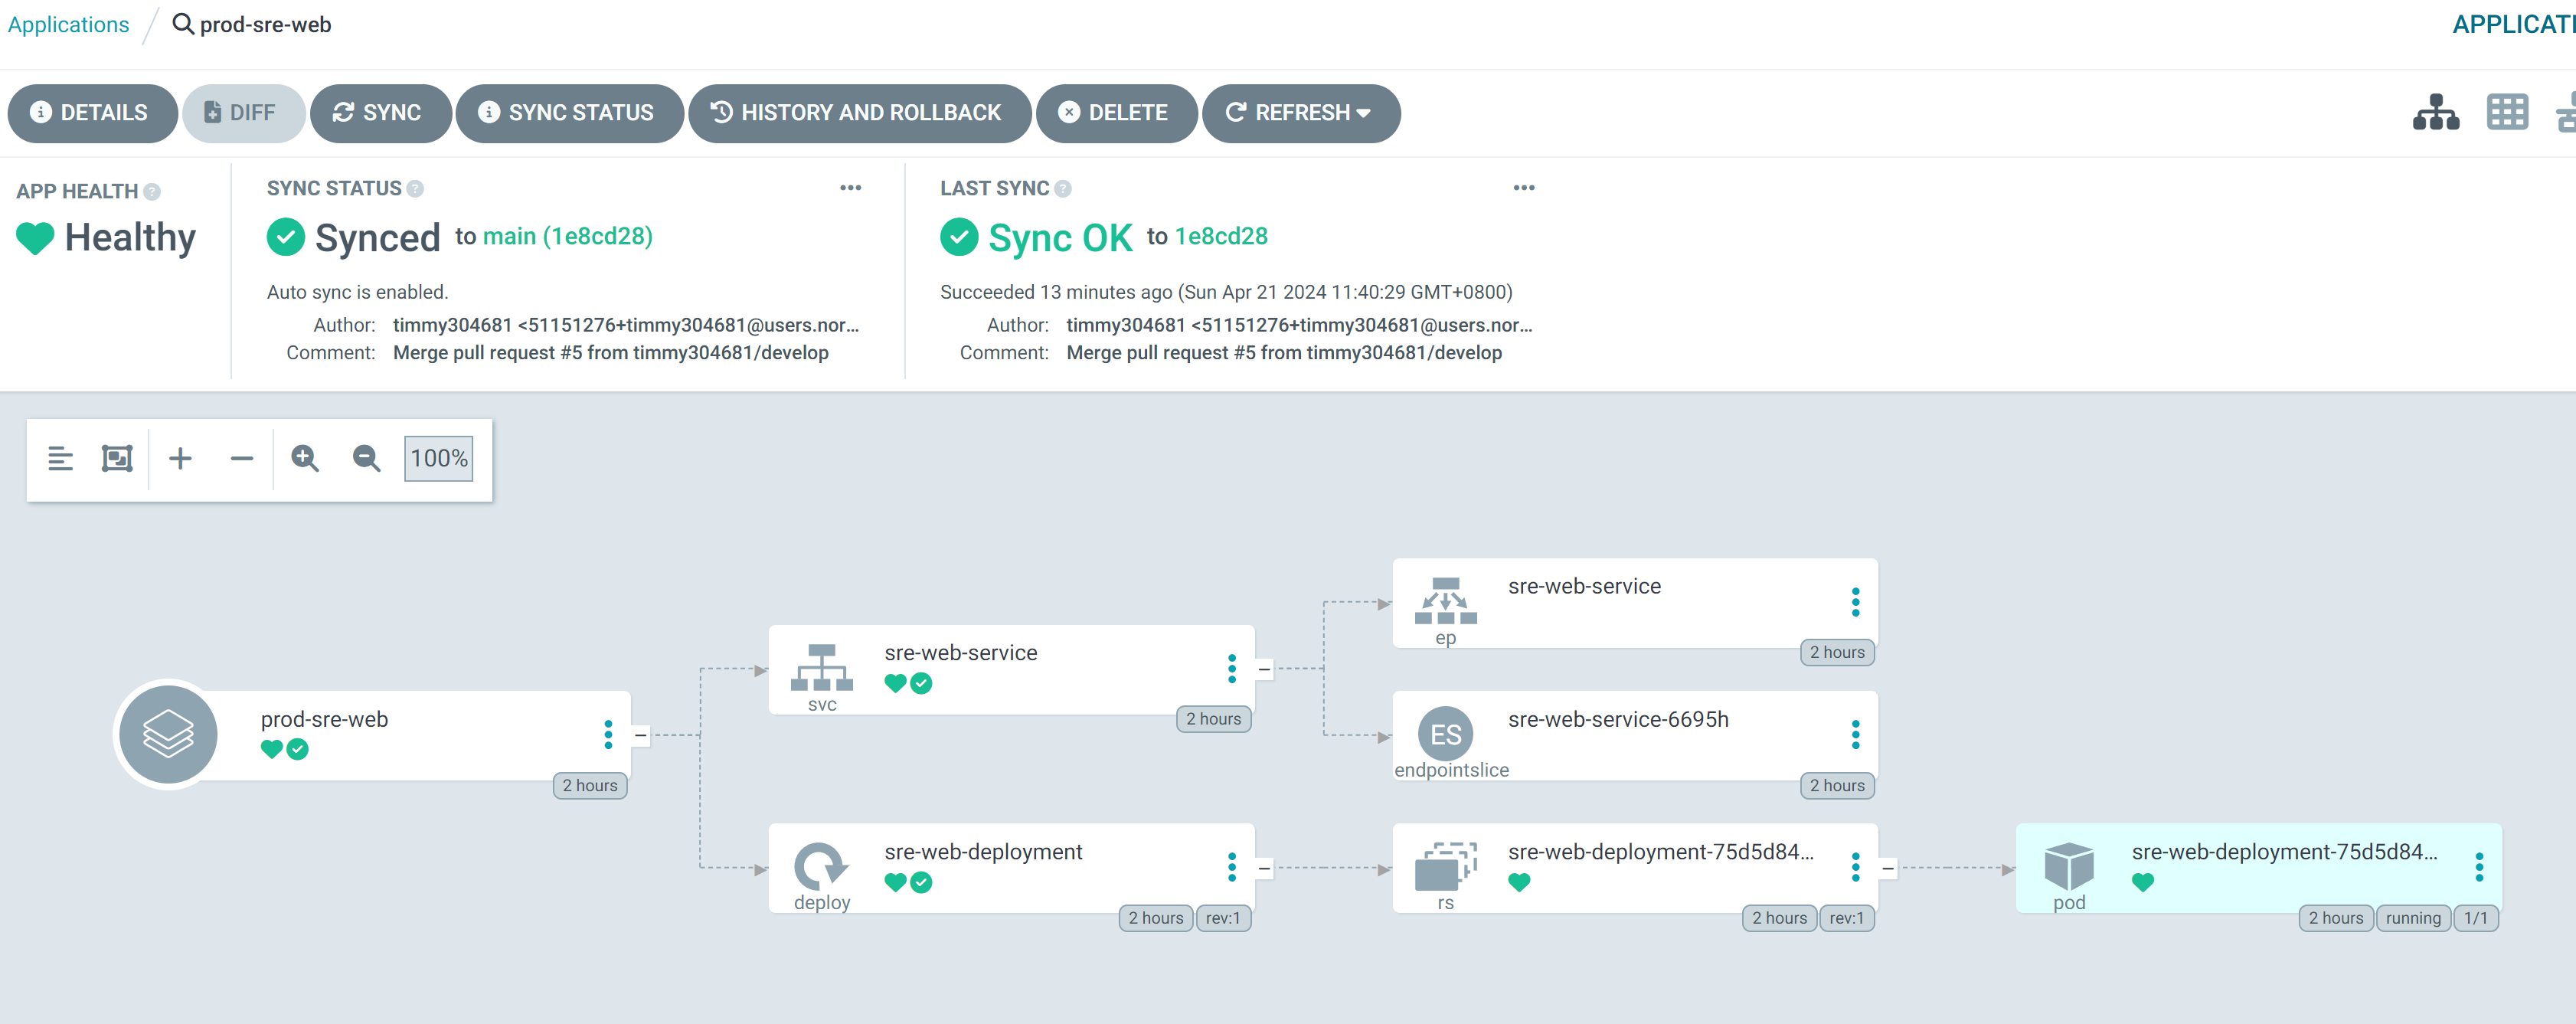 Applications / prod-sre-web
APPLICATI
DETAILS DIFF SYNC SYNC STATUS HISTORY AND ROLLBACK DELETE REFRESH
APP HEALTH
Healthy
SYNC STATUS
Synced to main (1e8cd28)
Auto sync is enabled.
Author: timmy304681 <51151276+timmy304681@users.nor...
Comment: Merge pull request #5 from timmy304681/develop
LAST SYNC
Sync OK to 1e8cd28
Succeeded 13 minutes ago (Sun Apr 21 2024 11:40:29 GMT+0800)
Author: timmy304681 <51151276+timmy304681@users.nor...
Comment: Merge pull request #5 from timmy304681/develop
100%
prod-sre-web
2 hours
sre-web-service
svc
2 hours
sre-web-service
ep
2 hours
ES
sre-web-service-6695h
endpointslice
2 hours
sre-web-deployment
deploy
2 hours rev:1
sre-web-deployment-75d5d84...
rs
2 hours rev:1
sre-web-deployment-75d5d84...
pod
2 hours running 1/1